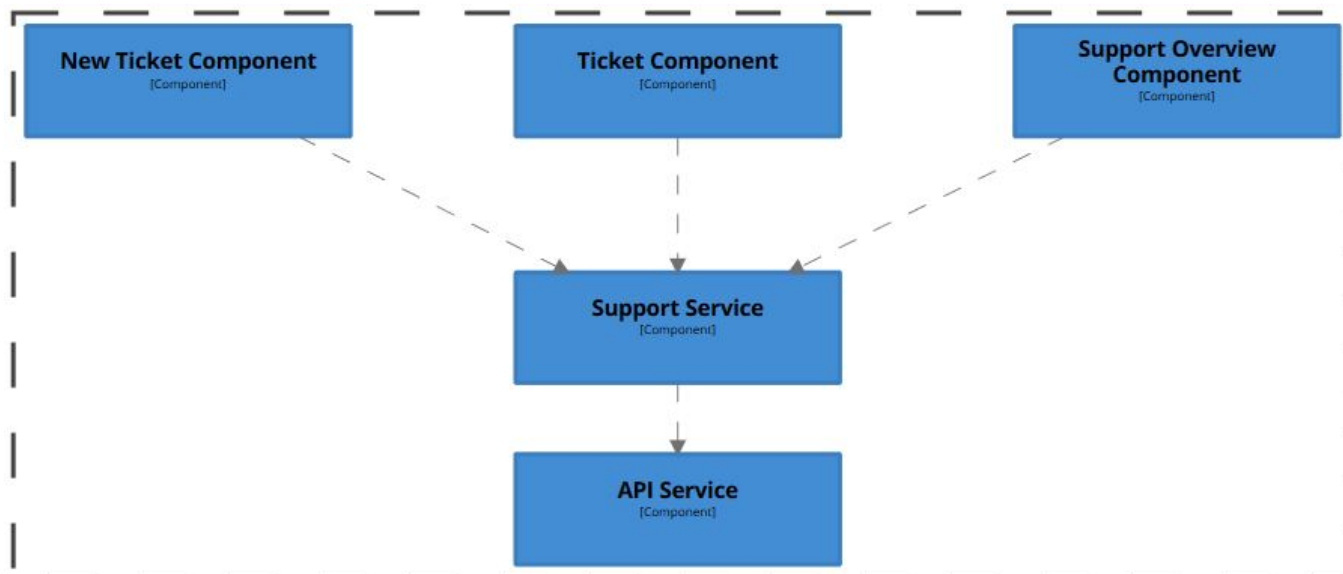 New Ticket Component
[Component]
Ticket Component
[Component]
Support Overview
Component
[Component]
Support Service
[Component]
API Service
[Component]